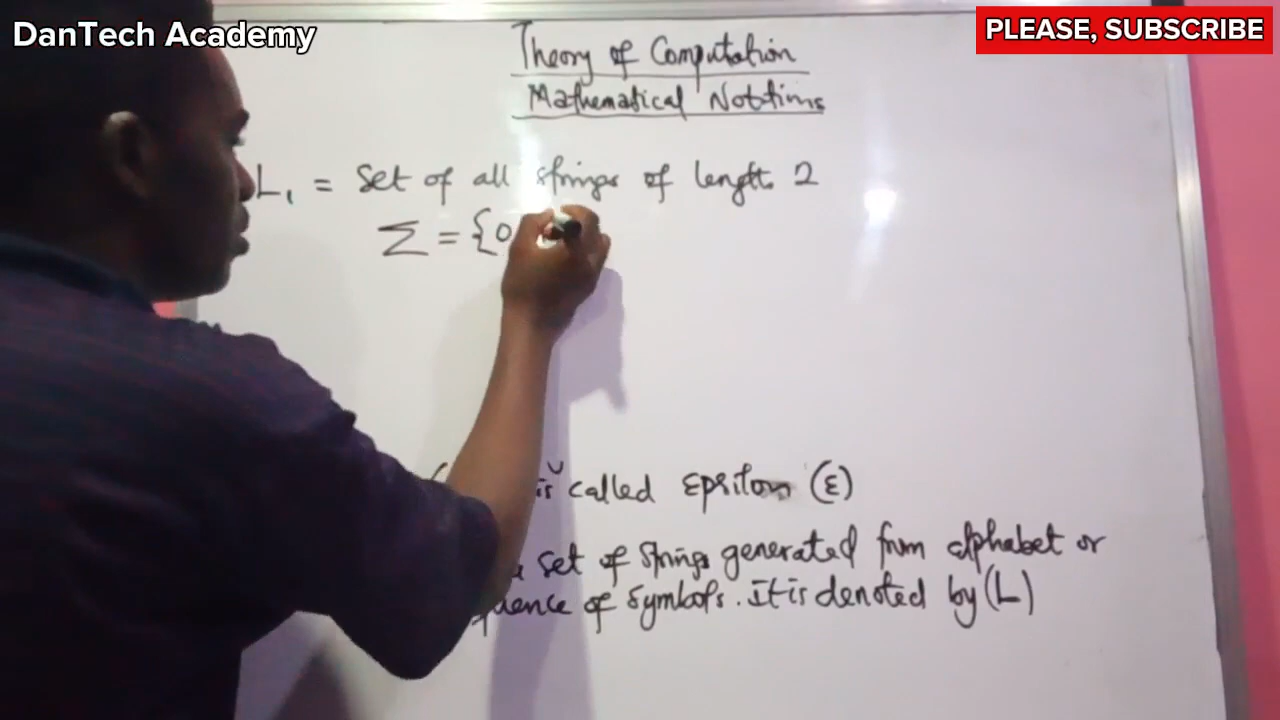 DanTech Academy
PLEASE, SUBSCRIBE
Theory of Computation
Mathematical Notations
L₁ = Set of all strings of length 2
Σ = {0
is called Epsilon (ε)
set of strings generated from alphabet or
of symbols. It is denoted by (L)